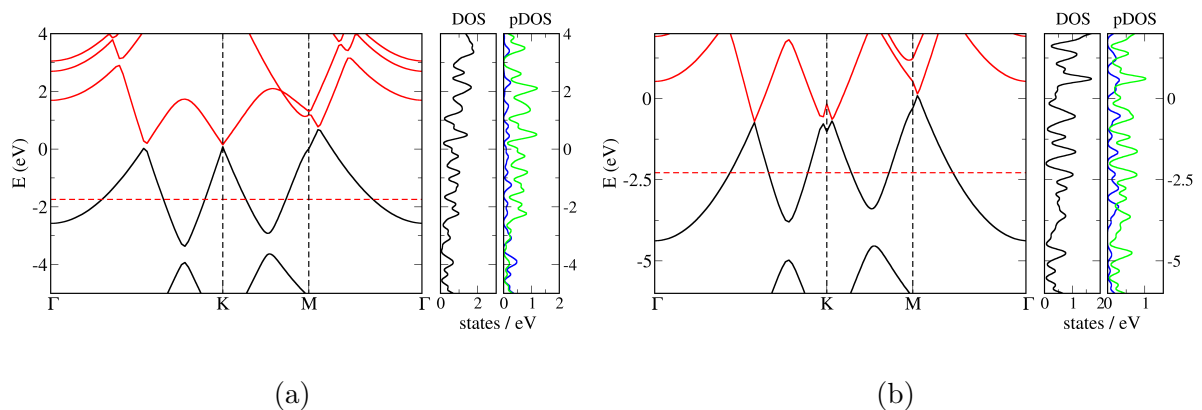 DOS pDOS
4 4
2 2
0 0
-2 -2
-4 -4
E (eV)
Γ K M Γ 0 2 0 1 2
states / eV
(a)
DOS pDOS
0 0
-2.5 -2.5
-5 -5
E (eV)
Γ K M Γ 0 1 2 0 1
states / eV
(b)